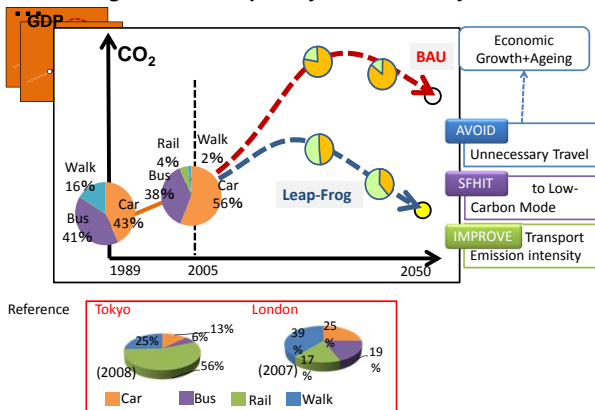 GDP
CO2
BAU
Economic
Growth+Ageing
AVOID
Unnecessary Travel
SFHIT
to Low-
Carbon Mode
IMPROVE Transport
Emission intensity
Leap-Frog
Walk
16%
Car
43%
Bus
41%
Rail
4%
Walk
2%
Bus
38%
Car
56%
1989
2005
2050
Reference
Tokyo
London
13%
6%
56%
25%
(2008)
25
%
19
%
17
%
39
%
(2007)
Car
Bus
Rail
Walk